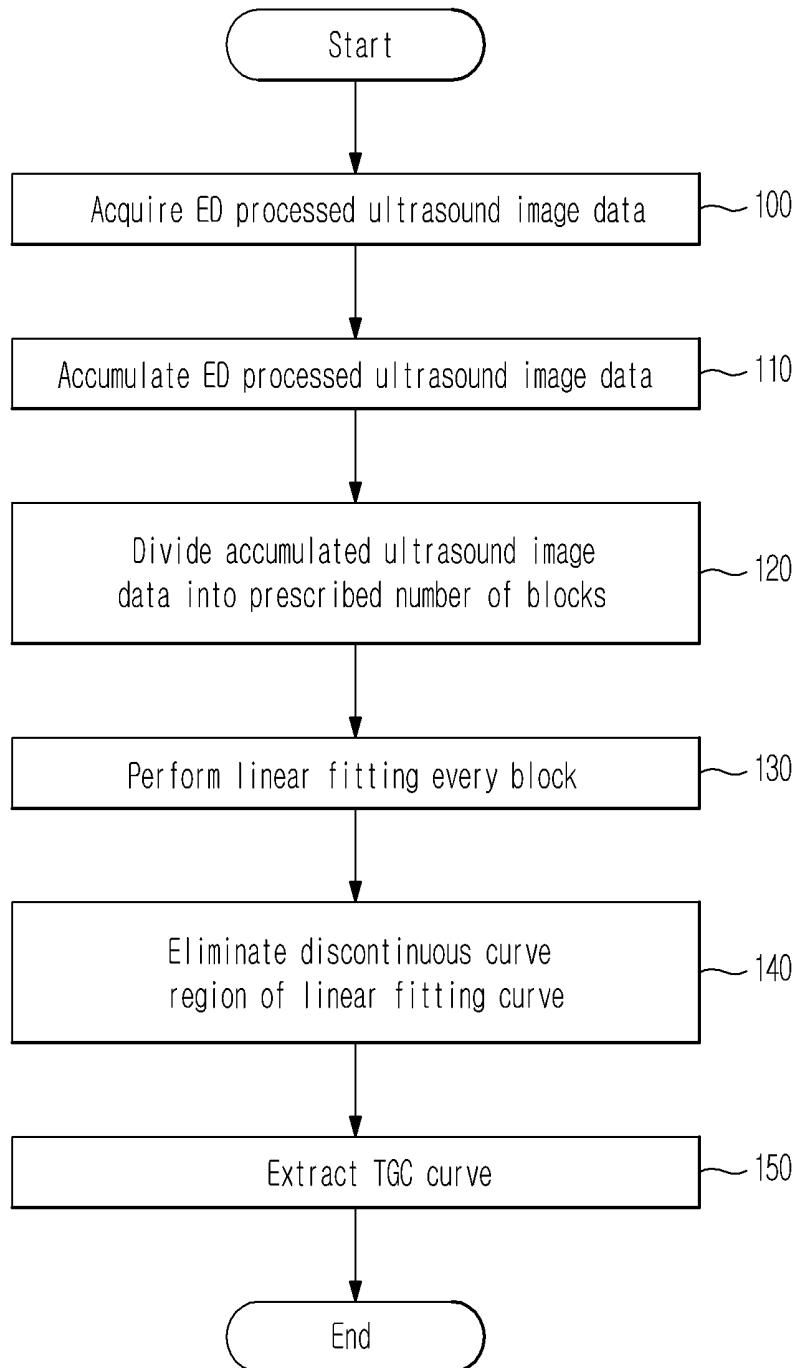 Start
Acquire ED processed ultrasound image data
100
Accumulate ED processed ultrasound image data
110
Divide accumulated ultrasound image
data into prescribed number of blocks
120
Perform linear fitting every block
130
Eliminate discontinuous curve
region of linear fitting curve
140
Extract TGC curve
150
End